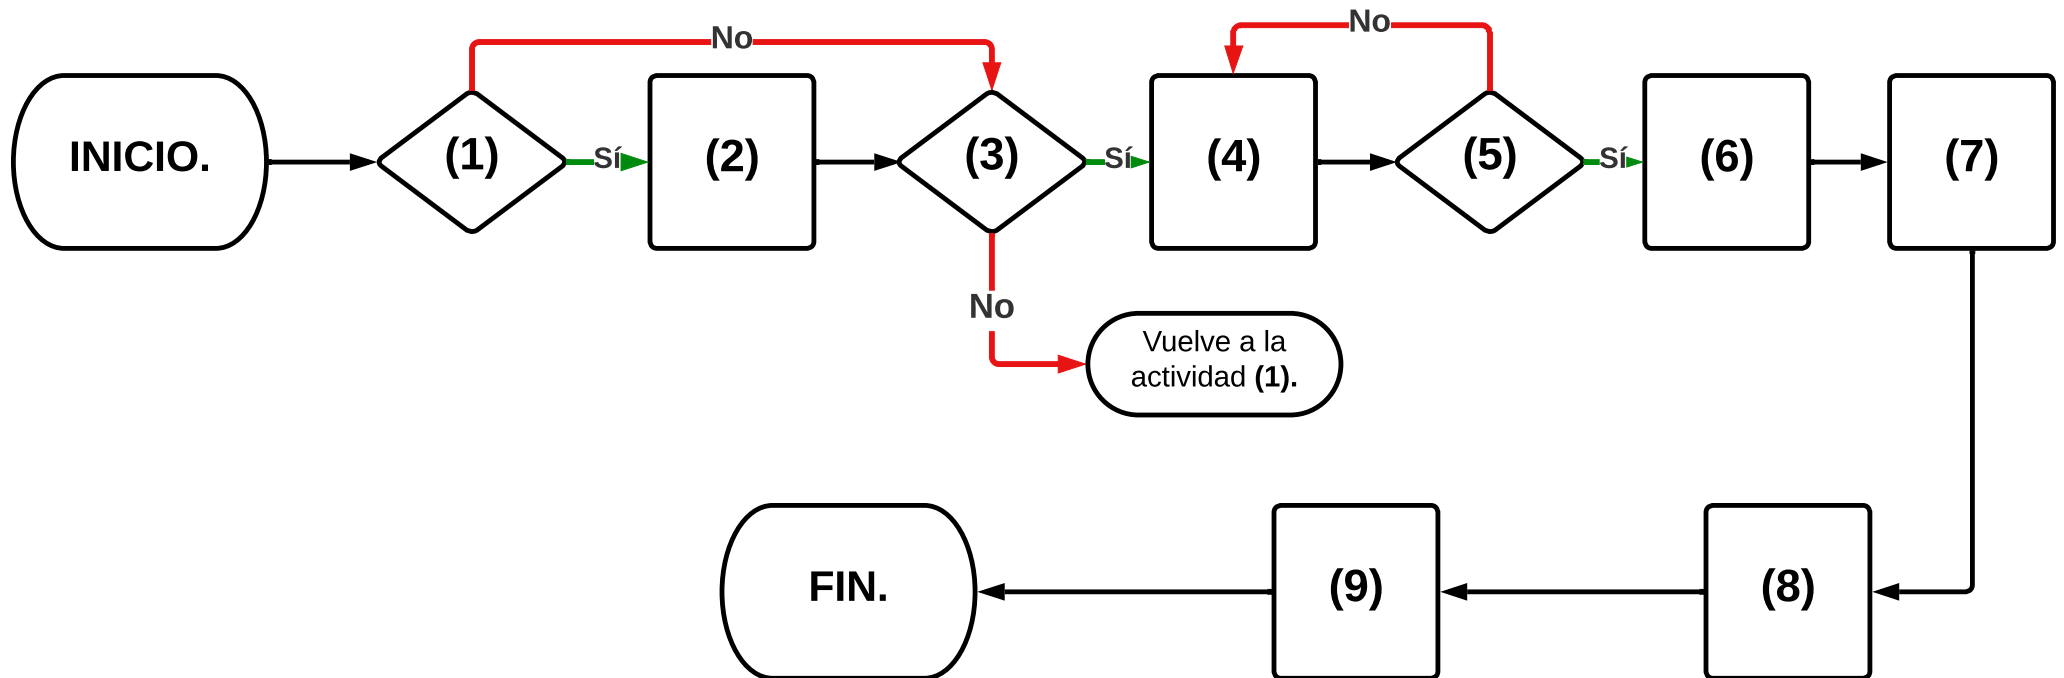 No
No
INICIO.
(1)
Sí
(2)
(3)
Sí
(4)
(5)
Sí
(6)
(7)
No
Vuelve a la
actividad (1).
FIN.
(9)
(8)